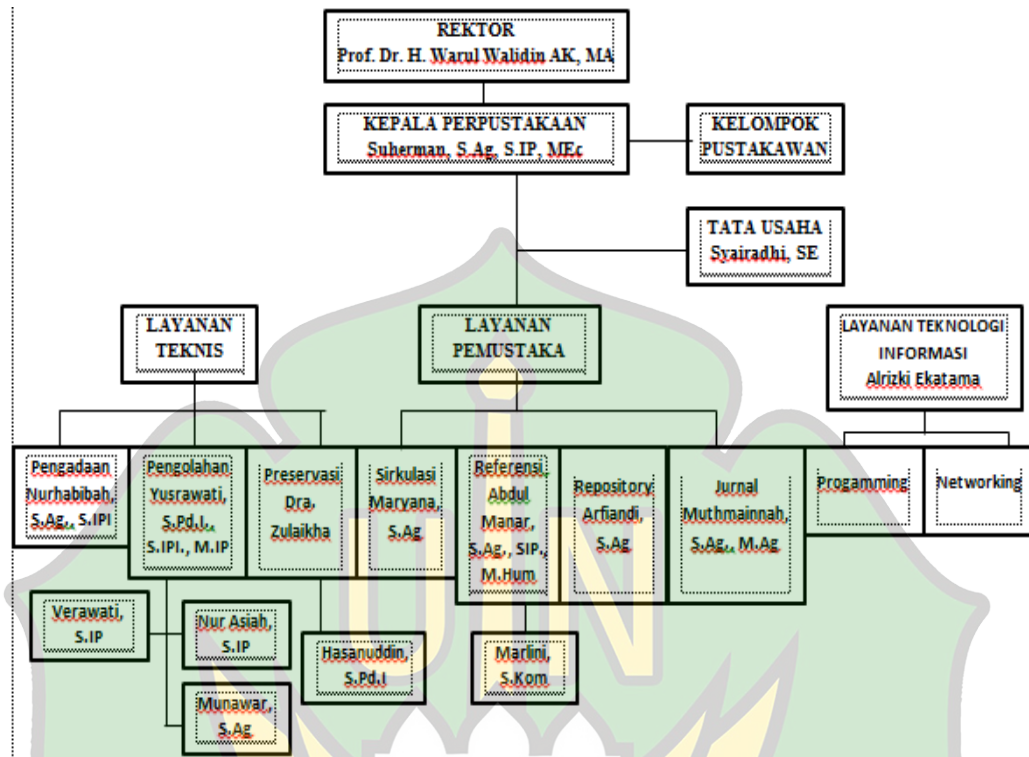 REKTOR
Prof. Dr. H. Warul Walidin AK, MA
KEPALA PERPUSTAKAAN
Suherman, S.Ag, S.IP, MEc
KELOMPOK
PUSTAKAWAN
TATA USAHA
Syairadhi, SE
LAYANAN
TEKNIS
LAYANAN
PEMUSTAKA
LAYANAN TEKNOLOGI
INFORMASI
Alrizki Ekatama
Pengadaan
Nurhabibah,
S.Ag,, S.IPI
Pengolahan
Yusrawati,
S.Pd.I,,
S.IPI., M.IP
Preservasi
Dra,
Zulaikha
Sirkulasi
Maryana,
S.Ag
Referensi,
Abdul
Manar,
S.Ag., SIP.,
M.Hum
Repository
Arfiandi,
S.Ag
Jurnal
Muthmainnah,
S.Ag,, M.Ag
Progamming
Networking
Verawati,
S.IP
Nur Asiah,
S.IP
Munawar,
S.Ag
Hasanuddin,
S.Pd.I
Marlini,
S.Kom
UIN